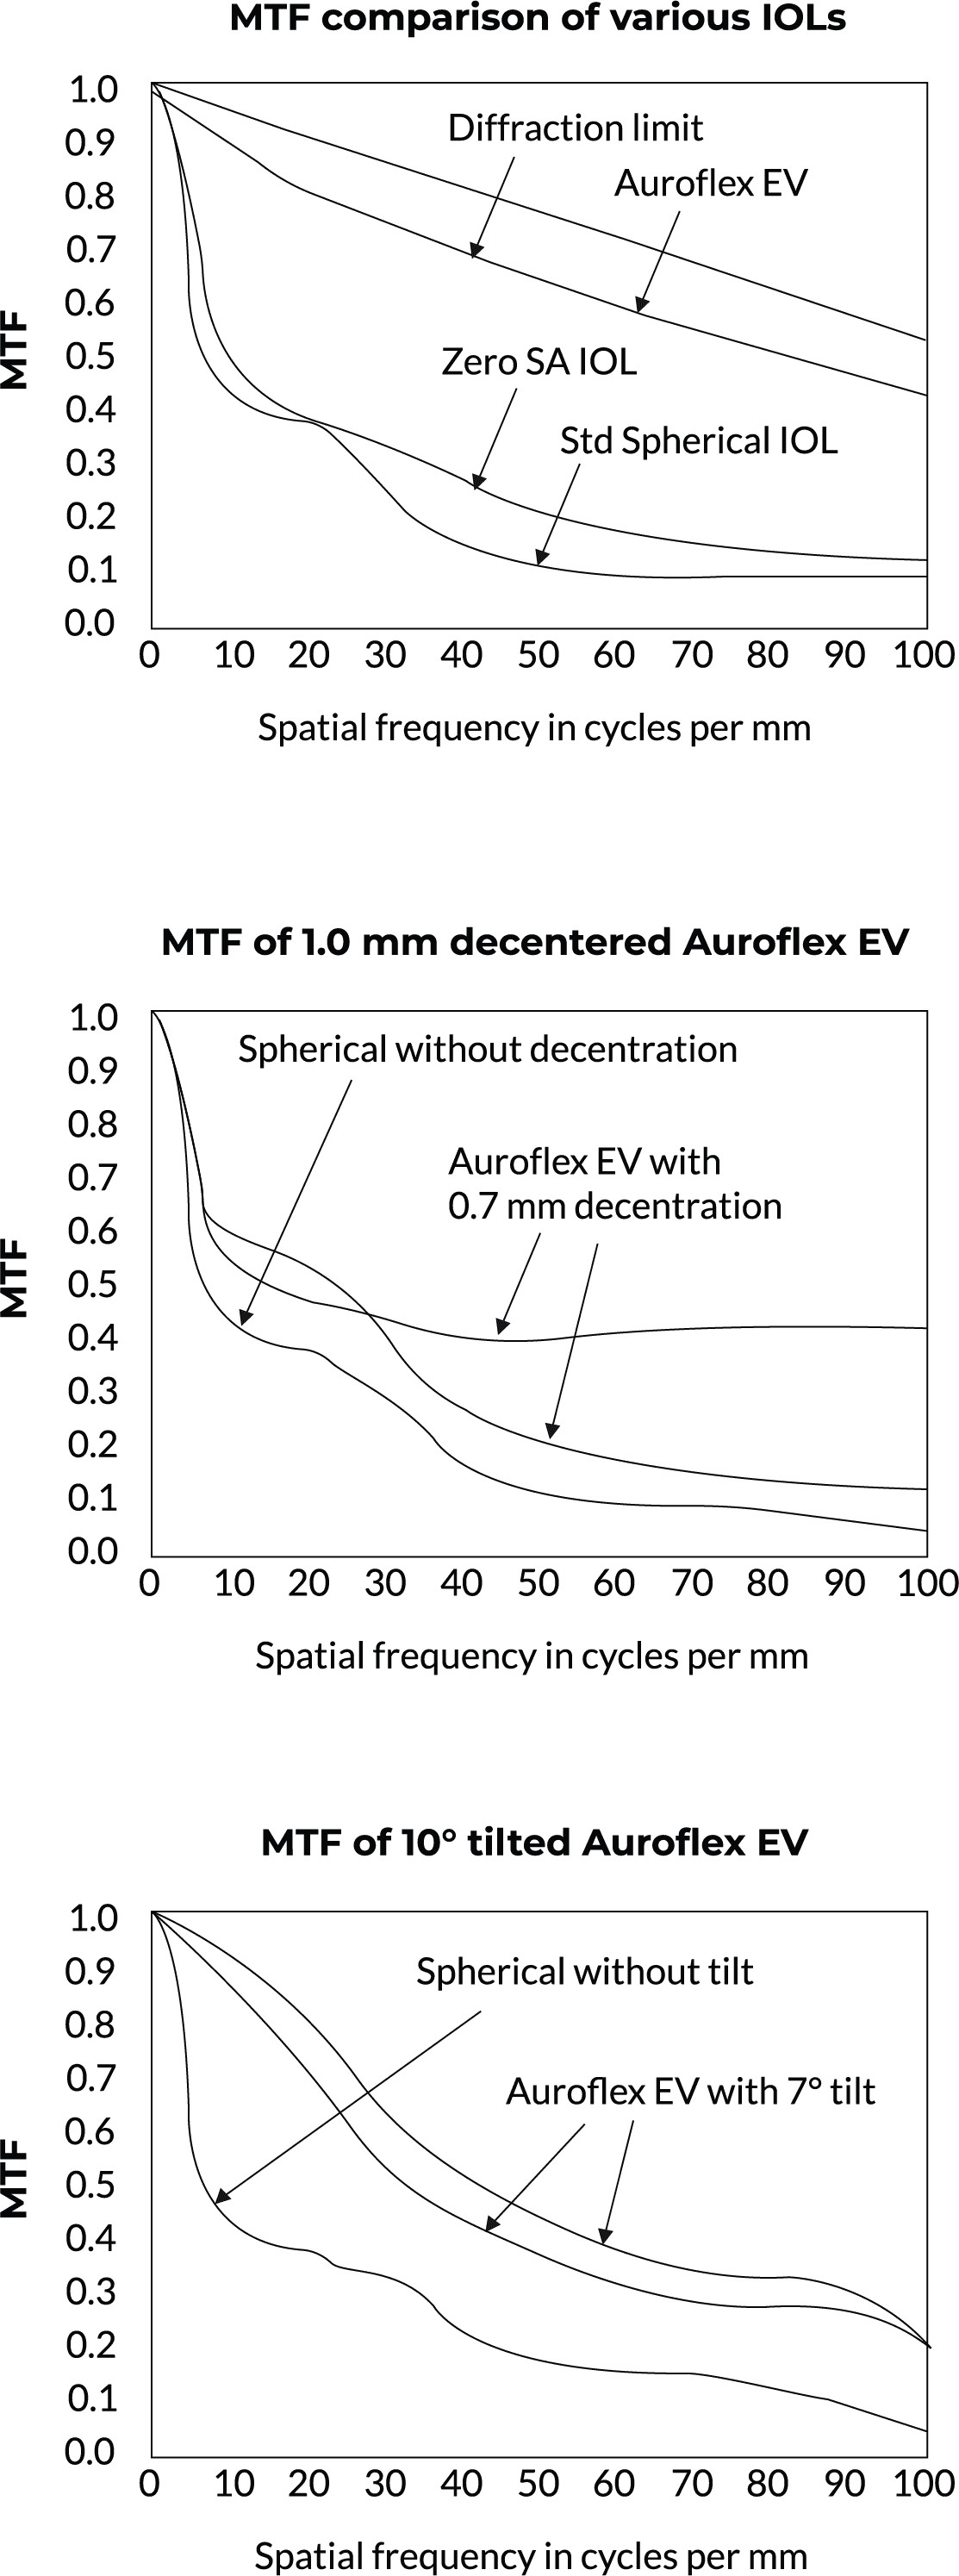 MTF comparison of various IOLs
1.0
Diffraction limit
0.9
Auroflex EV
0.8
0.7
0.6
MTF
0.5
Zero SA IOL
0.4
Std Spherical IOL
0.3
0.2
0.1
0.0
0 10 20 30 40 50 60 70 80 90 100
Spatial frequency in cycles per mm
MTF of 1.0 mm decentered Auroflex EV
1.0
Spherical without decentration
0.9
0.8
Auroflex EV with
0.7 mm decentration
0.7
0.6
MTF
0.5
0.4
0.3
0.2
0.1
0.0
0 10 20 30 40 50 60 70 80 90 100
Spatial frequency in cycles per mm
MTF of 10° tilted Auroflex EV
1.0
Spherical without tilt
0.9
0.8
0.7
Auroflex EV with 7° tilt
0.6
MTF
0.5
0.4
0.3
0.2
0.1
0.0
0 10 20 30 40 50 60 70 80 90 100
Spatial frequency in cycles per mm